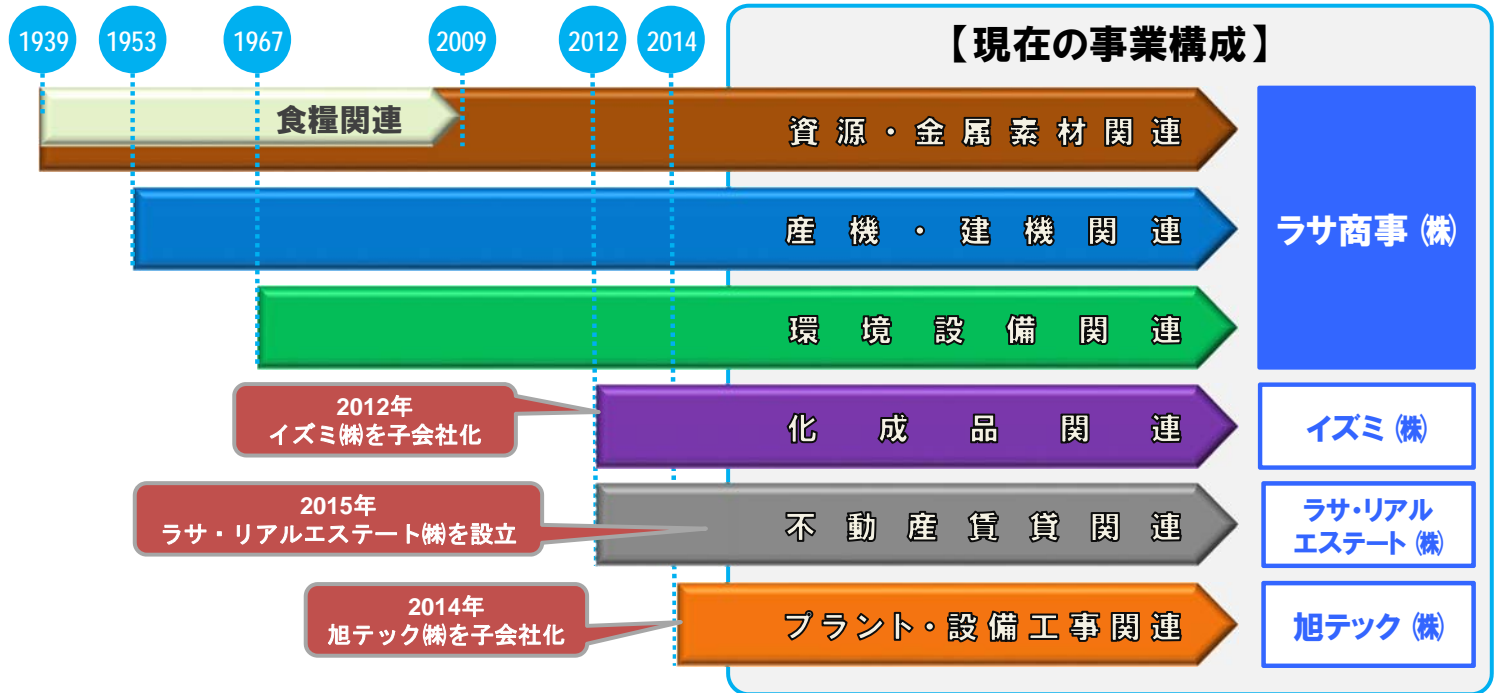 1939
1953
1967
2009
2012
2014
【現在の事業構成】
食糧関連
資源・金属素材関連
産機・建機関連
環境設備関連
ラサ商事㈱
2012年
イズミ㈱を子会社化
化成品関連
イズミ㈱
2015年
ラサ・リアルエステート㈱を設立
不動産賃貸関連
ラサ・リアル
エステート㈱
2014年
旭テック㈱を子会社化
プラント・設備工事関連
旭テック㈱